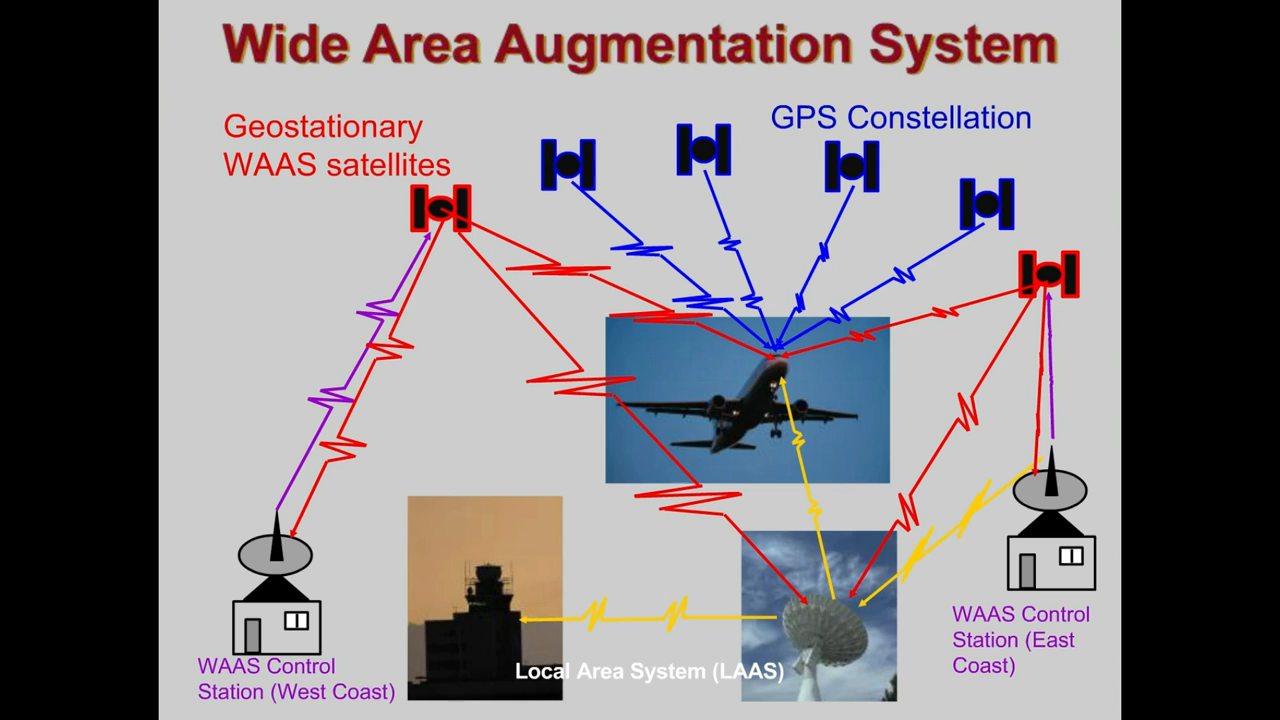 Wide Area Augmentation System
Geostationary
WAAS satellites
GPS Constellation
WAAS Control
Station (East
Coast)
WAAS Control
Station (West Coast)
Local Area System (LAAS)